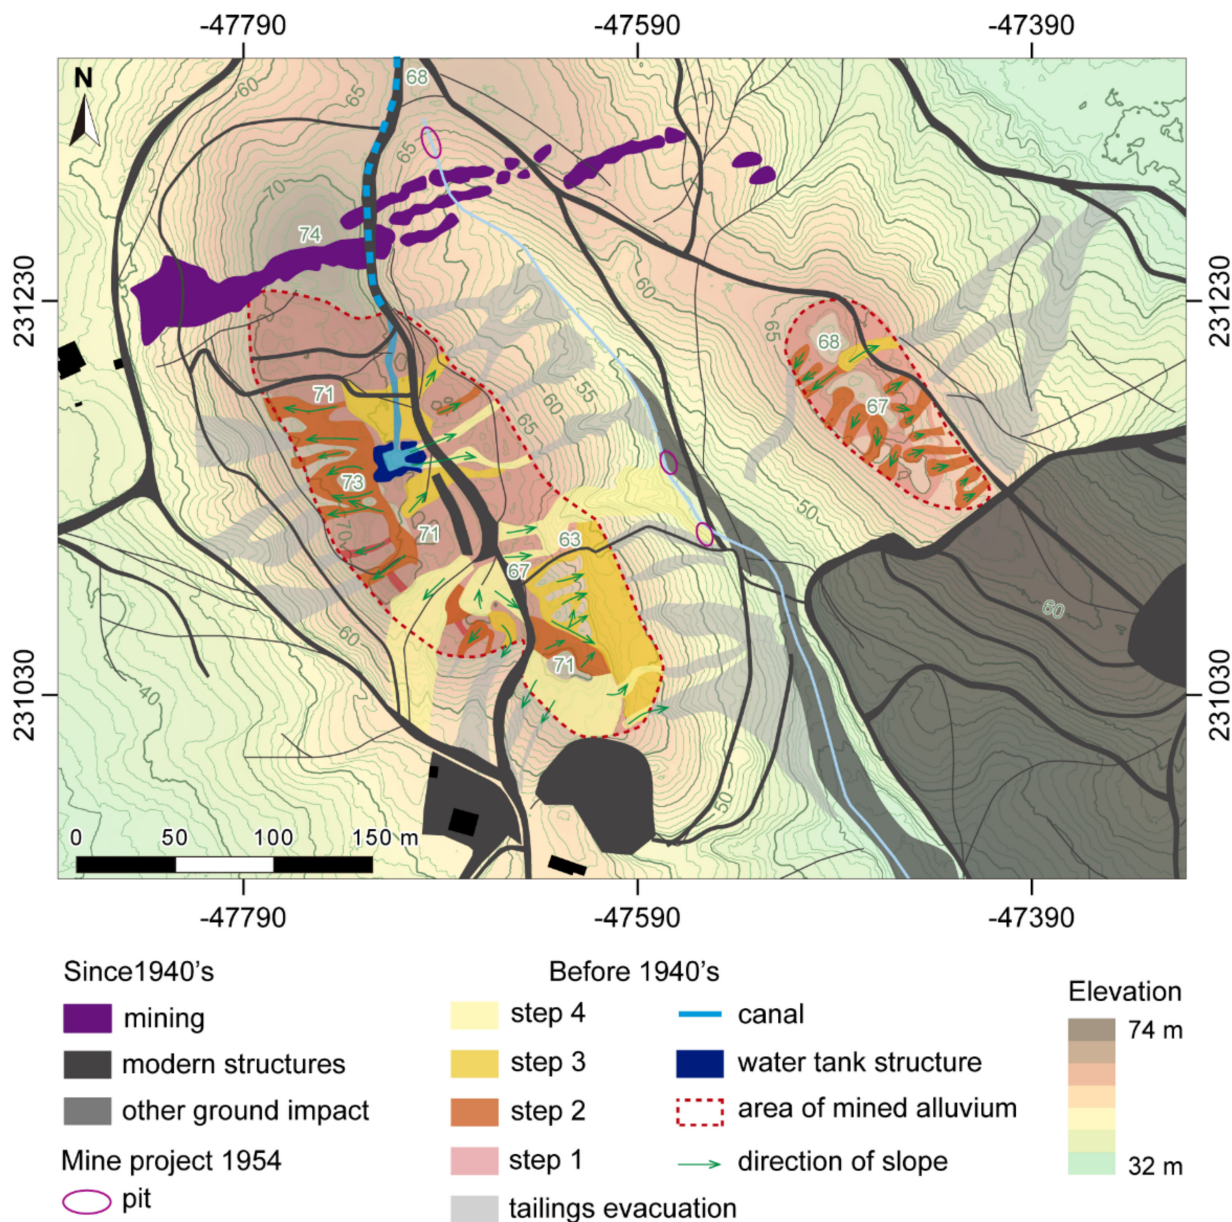 -47790 -47590 -47390
N
68
60
65
65
70
74
231230
231230
60
65
68
55
71
60
67
65
73
71
50
70
63
67
60
60
71
231030
231030
40
50
0 50 100 150 m
-47790 -47590 -47390
Since1940's
mining
modern structures
other ground impact
Mine project 1954
pit
Before 1940's
step 4
step 3
step 2
step 1
tailings evacuation
canal
water tank structure
area of mined alluvium
direction of slope
Elevation
74 m
32 m